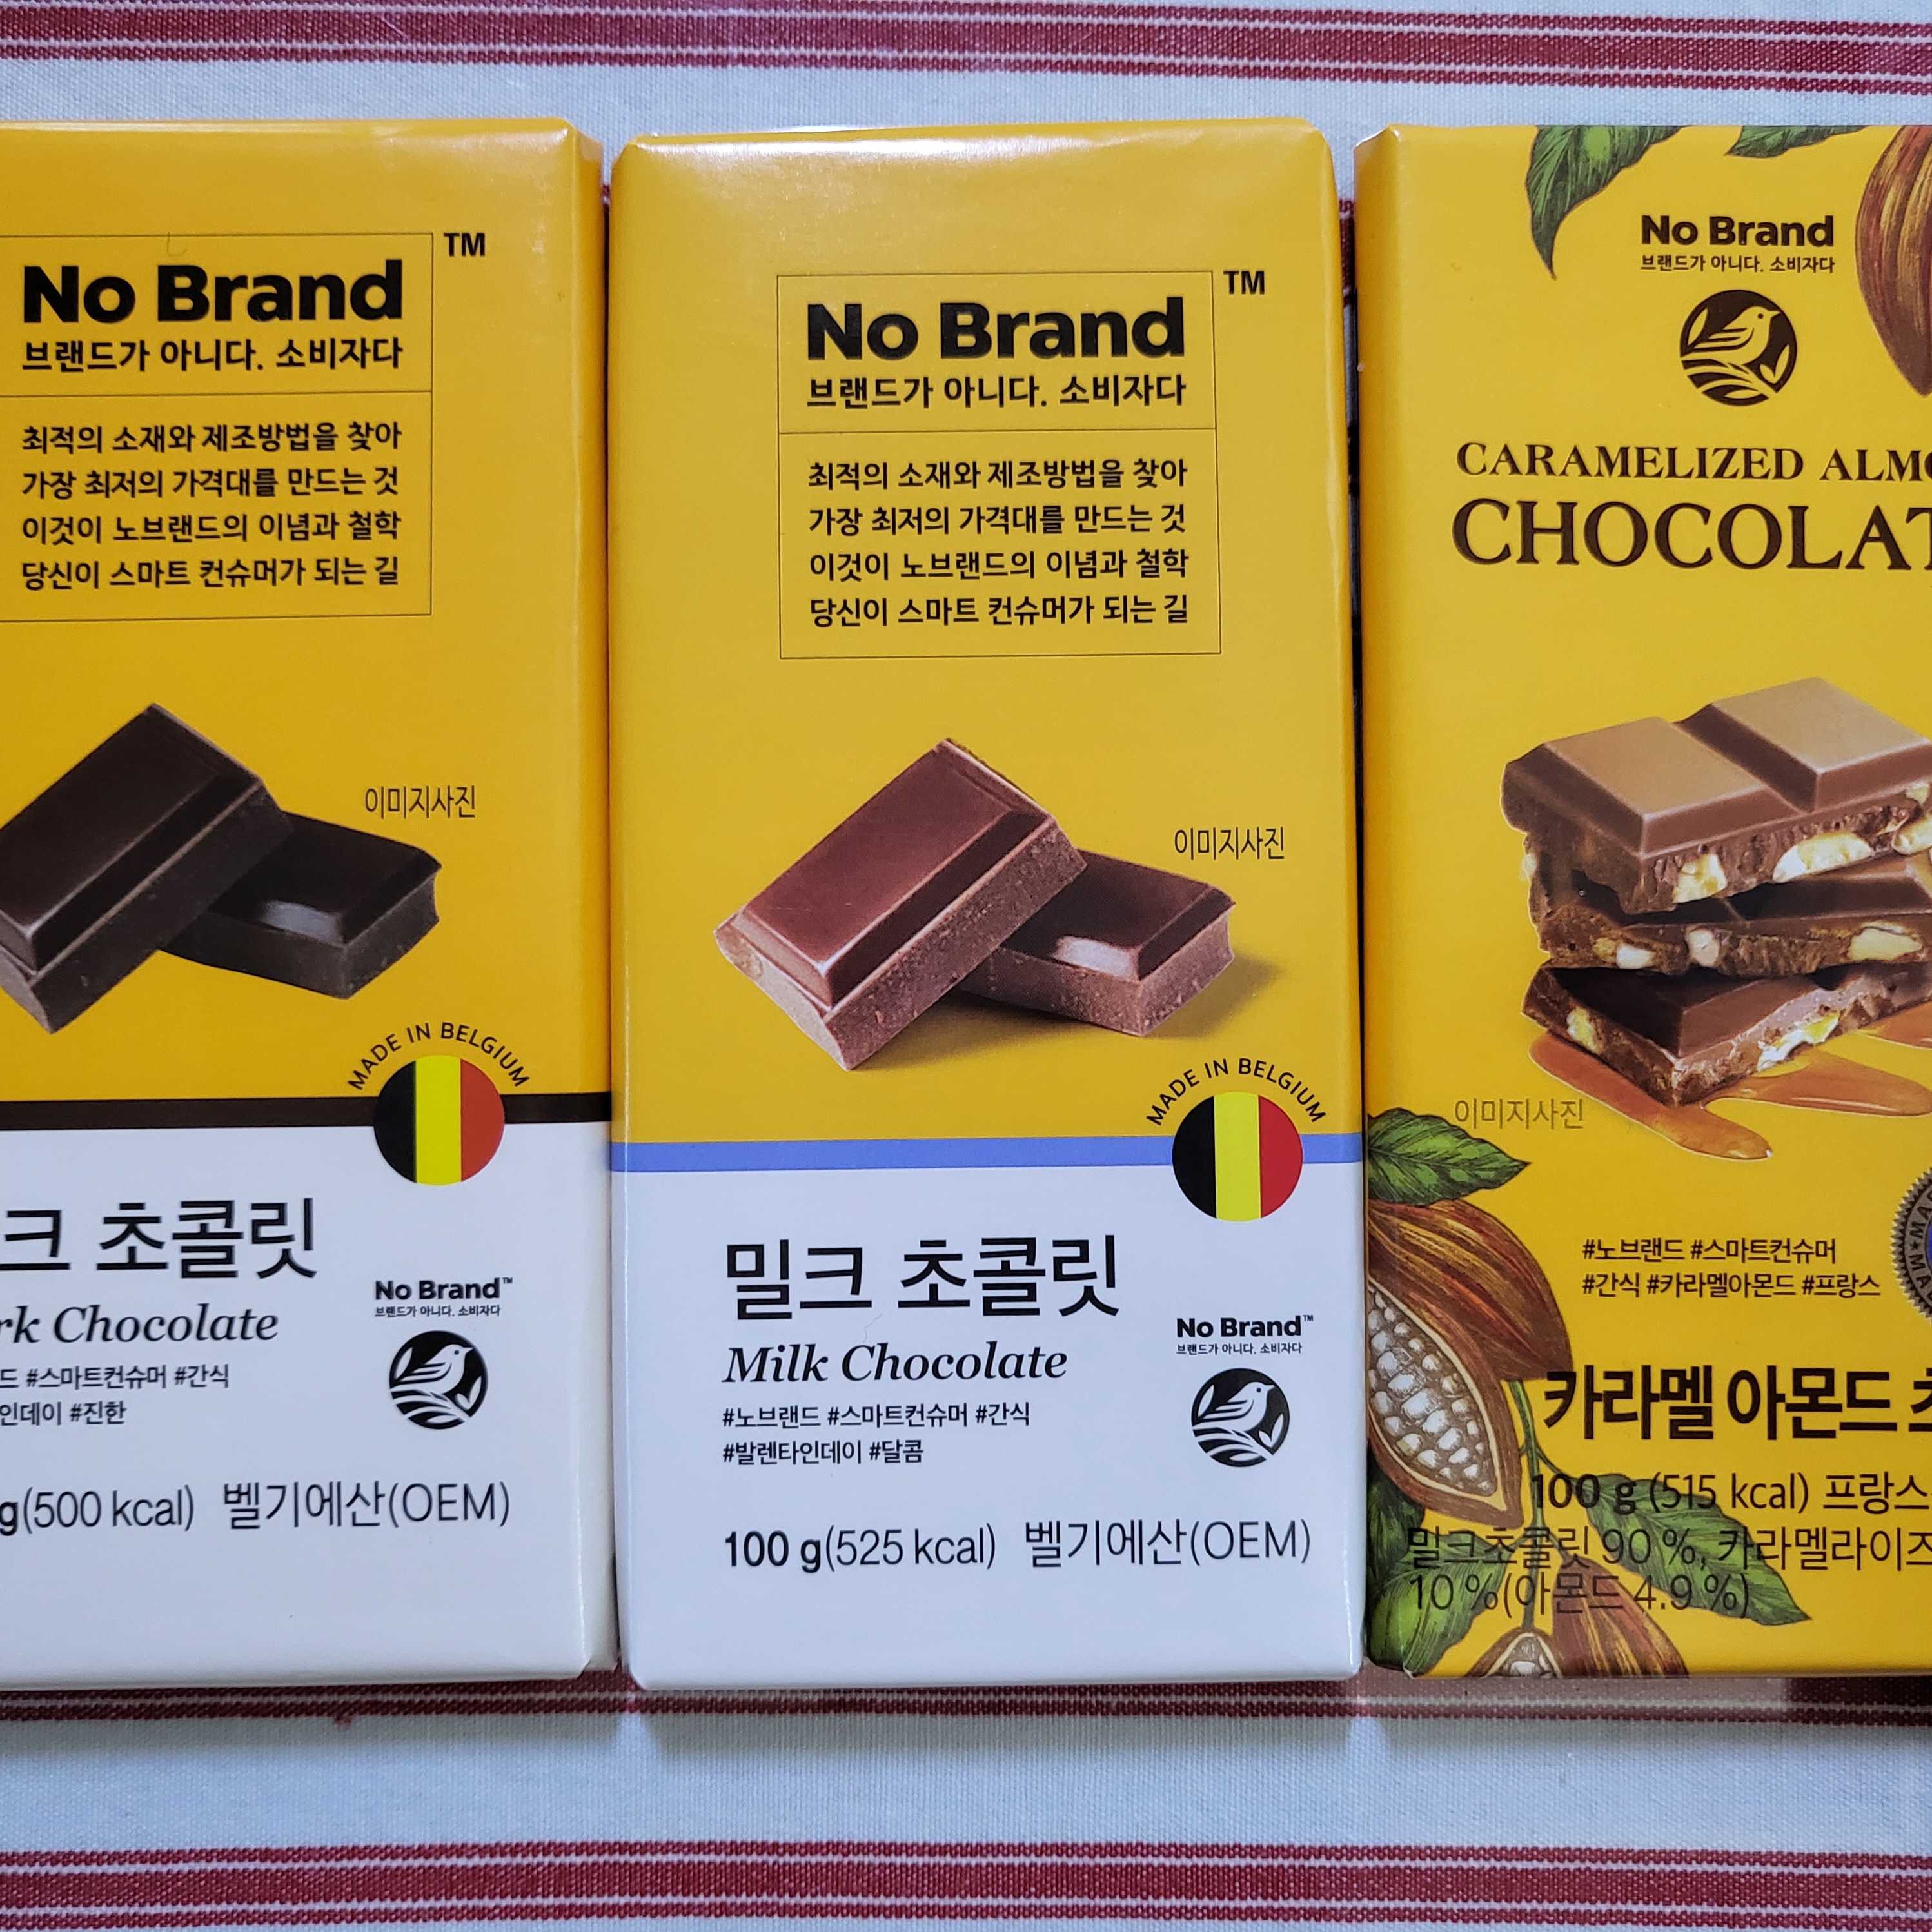 No Brand TM
브랜드가 아니다. 소비자다
최적의 소재와 제조방법을 찾아
가장 최저의 가격대를 만드는 것
이것이 노브랜드의 이념과 철학
당신이 스마트 컨슈머가 되는 길
이미지사진
MADE IN BELGIUM
크 초콜릿
rk Chocolate
No Brand™
브랜드가 아니다. 소비자다
드 #스마트컨슈머 #간식
인데이 #진한
g(500 kcal) 벨기에산(OEM)
No Brand TM
브랜드가 아니다. 소비자다
최적의 소재와 제조방법을 찾아
가장 최저의 가격대를 만드는 것
이것이 노브랜드의 이념과 철학
당신이 스마트 컨슈머가 되는 길
이미지사진
MADE IN BELGIUM
밀크 초콜릿
Milk Chocolate
No Brand™
브랜드가 아니다. 소비자다
#노브랜드 #스마트컨슈머 #간식
#발렌타인데이 #달콤
100 g(525 kcal) 벨기에산(OEM)
No Brand
브랜드가 아니다. 소비자다
CARAMELIZED ALMO
CHOCOLAT
이미지사진
#노브랜드 #스마트컨슈머
#간식 #카라멜아몬드 #프랑스
카라멜 아몬드 초
100 g (515 kcal) 프랑스
밀크초콜릿 90 %, 카라멜라이즈
10 %(아몬드 4.9 %)